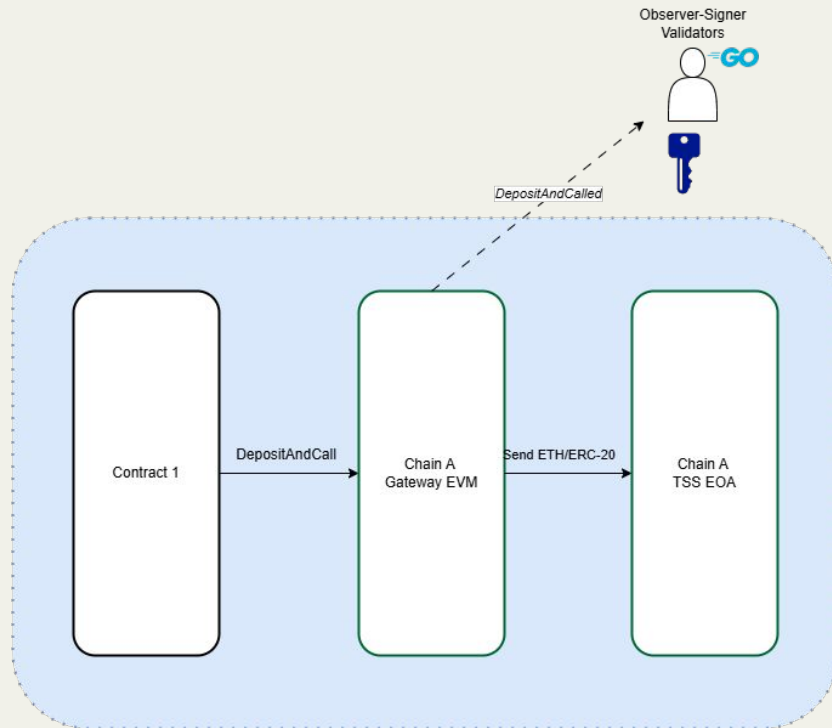 Observer-Signer
Validators
GO
DepositAndCalled
Contract 1
DepositAndCall
Chain A
Gateway EVM
Send ETH/ERC-20
Chain A
TSS EOA